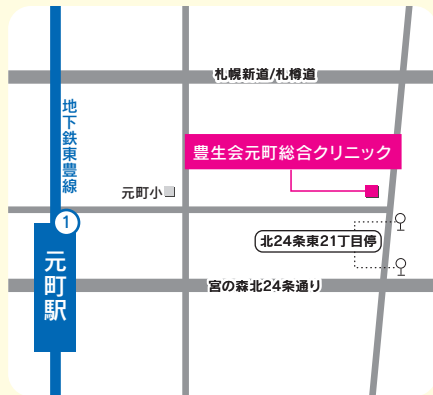 札幌新道/札樽道
地下鉄東豊線
豊生会元町総合クリニック
元町小
1
北24条東21丁目停
元町駅
宮の森北24条通り